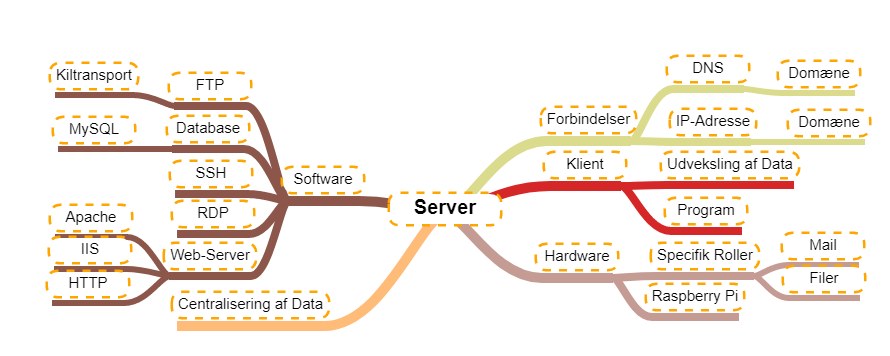 Server
Software
FTP
Kiltransport
Database
MySQL
SSH
RDP
Web-Server
Apache
IIS
HTTP
Centralisering af Data
Forbindelser
DNS
Domæne
IP-Adresse
Domæne
Klient
Udveksling af Data
Program
Hardware
Specifik Roller
Mail
Filer
Raspberry Pi